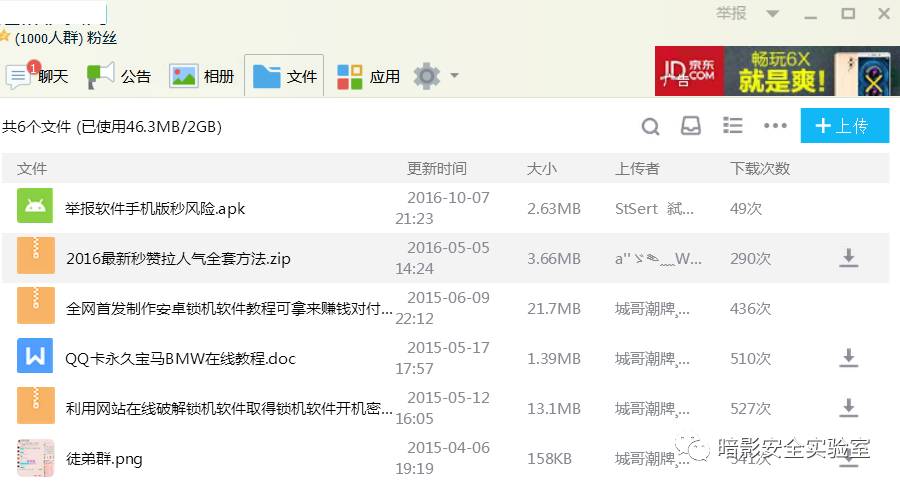 举报
(1000人群) 粉丝
1
聊天 公告 相册 文件 应用
JD 京东
.COM
广告
畅玩6X
就是爽!
共6个文件 (已使用46.3MB/2GB)
+ 上传
文件 更新时间 大小 上传者 下载次数
举报软件手机版秒风险.apk 2016-10-07 21:23 2.63MB StSert 弑... 49次
2016最新秒赞拉人气全套方法.zip 2016-05-05 14:24 3.66MB a''ゞ✎﹏W... 290次
全网首发制作安卓锁机软件教程可拿来赚钱对付... 2015-06-09 22:12 21.7MB 城哥潮牌¸... 436次
QQ卡永久宝马BMW在线教程.doc 2015-05-17 17:57 1.39MB 城哥潮牌¸... 510次
利用网站在线破解锁机软件取得锁机软件开机密... 2015-05-12 16:05 13.1MB 城哥潮牌¸... 527次
徒弟群.png 2015-04-06 19:19 158KB 城哥潮牌¸... 541次
暗影安全实验室